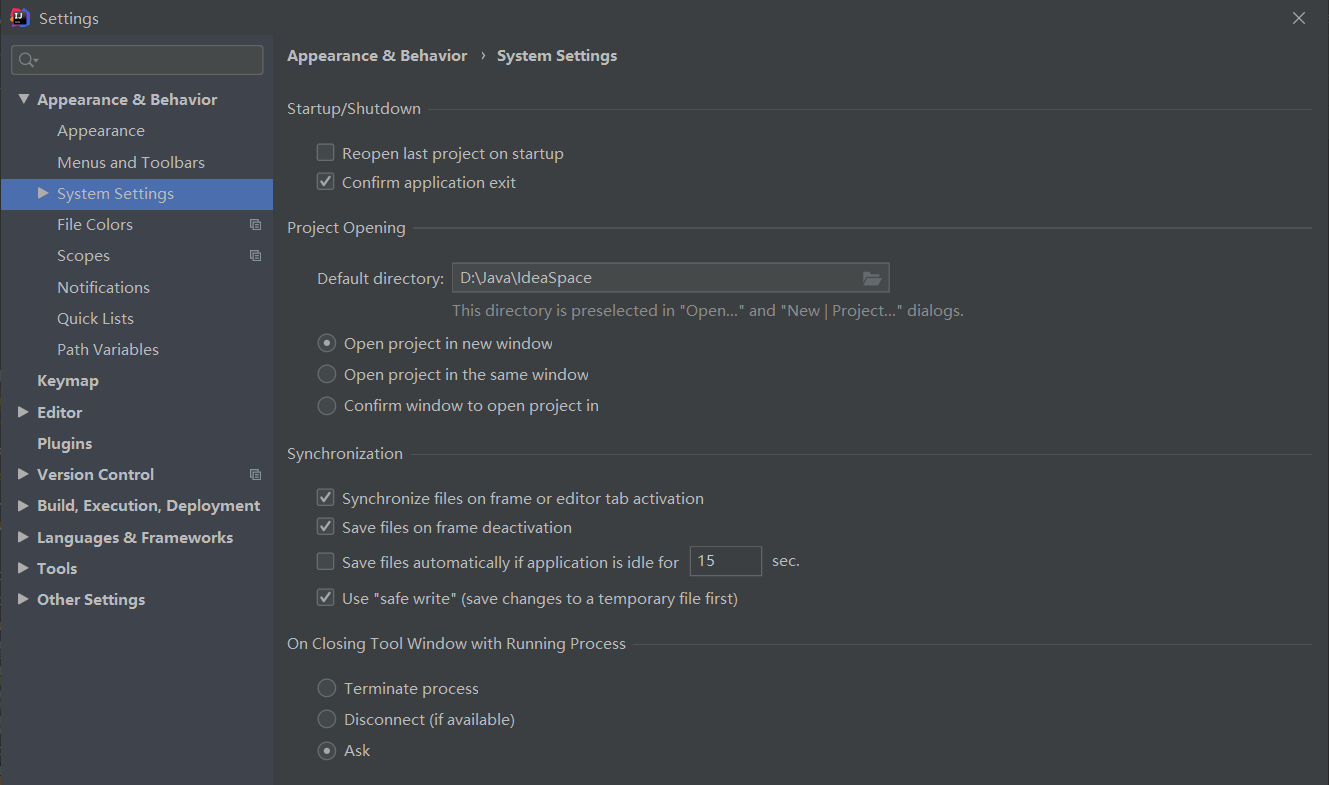 Settings
Appearance & Behavior
Appearance
Menus and Toolbars
System Settings
File Colors
Scopes
Notifications
Quick Lists
Path Variables
Keymap
Editor
Plugins
Version Control
Build, Execution, Deployment
Languages & Frameworks
Tools
Other Settings
Appearance & Behavior › System Settings
Startup/Shutdown
Reopen last project on startup
Confirm application exit
Project Opening
Default directory: D:\Java\IdeaSpace
This directory is preselected in "Open..." and "New | Project..." dialogs.
Open project in new window
Open project in the same window
Confirm window to open project in
Synchronization
Synchronize files on frame or editor tab activation
Save files on frame deactivation
Save files automatically if application is idle for 15 sec.
Use "safe write" (save changes to a temporary file first)
On Closing Tool Window with Running Process
Terminate process
Disconnect (if available)
Ask